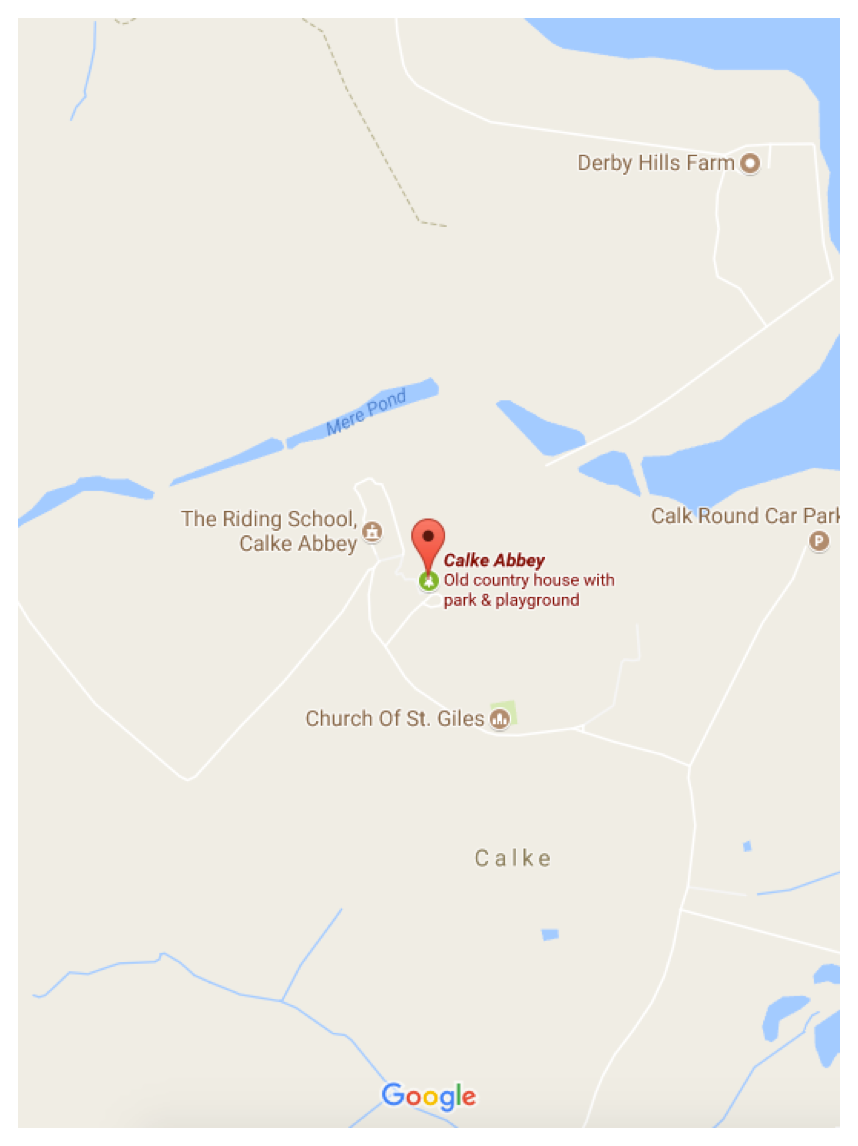 Derby Hills Farm
Mere Pond
The Riding School,
Calke Abbey
Calk Round Car Park
P
Calke Abbey
Old country house with
park & playground
Church Of St. Giles
Calke
Google